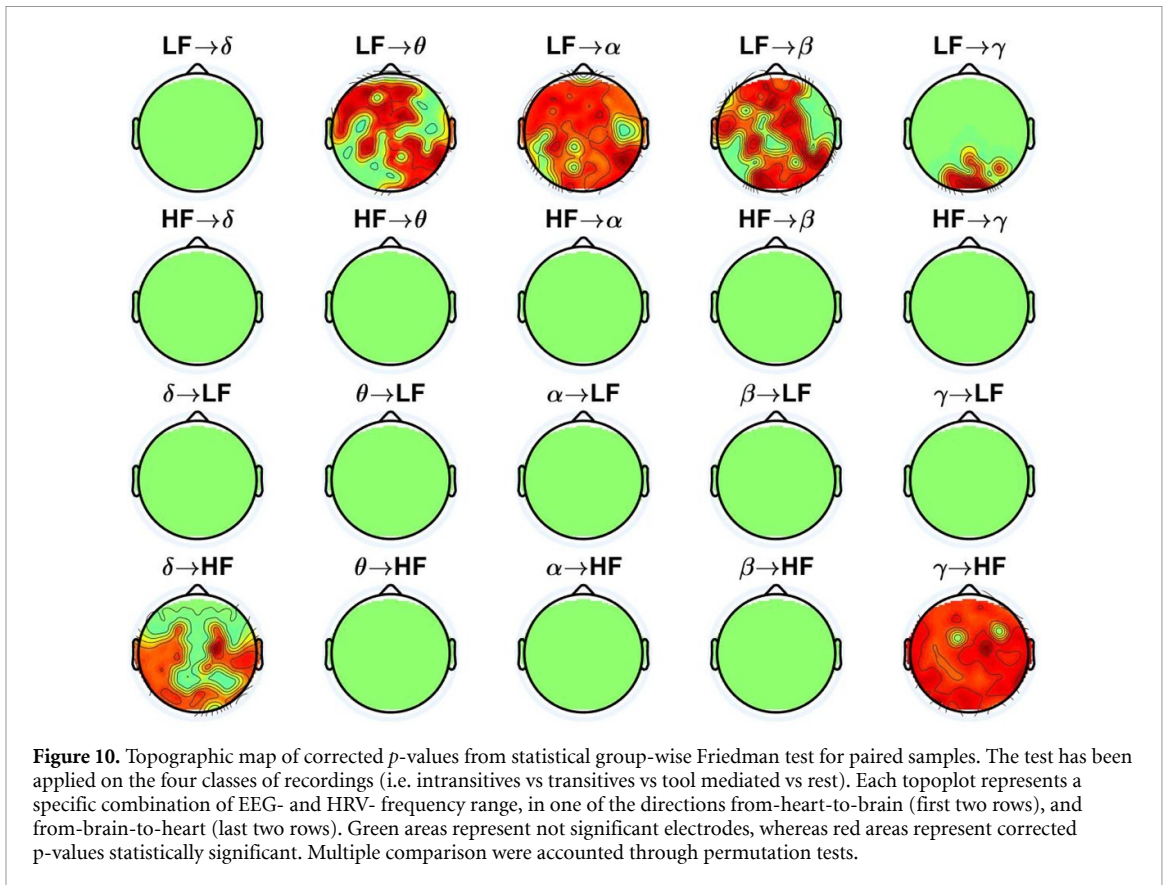 LF→δ LF→θ LF→α LF→β LF→γ
HF→δ HF→θ HF→α HF→β HF→γ
δ→LF θ→LF α→LF β→LF γ→LF
δ→HF θ→HF α→HF β→HF γ→HF
Figure 10. Topographic map of corrected p-values from statistical group-wise Friedman test for paired samples. The test has been
applied on the four classes of recordings (i.e. intransitives vs transitives vs tool mediated vs rest). Each topoplot represents a
specific combination of EEG- and HRV- frequency range, in one of the directions from-heart-to-brain (first two rows), and
from-brain-to-heart (last two rows). Green areas represent not significant electrodes, whereas red areas represent corrected
p-values statistically significant. Multiple comparison were accounted through permutation tests.